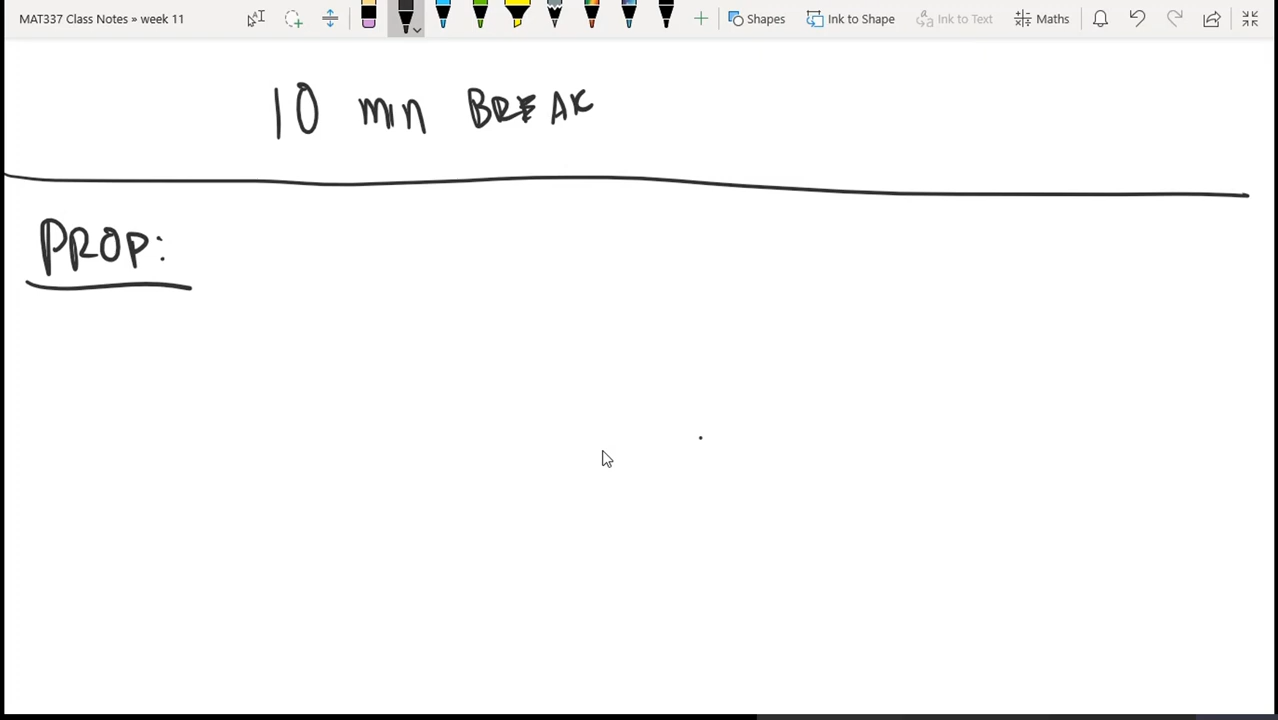 MAT337 Class Notes » week 11
Shapes
Ink to Shape
Ink to Text
Maths
10 min BREAK
PROP: